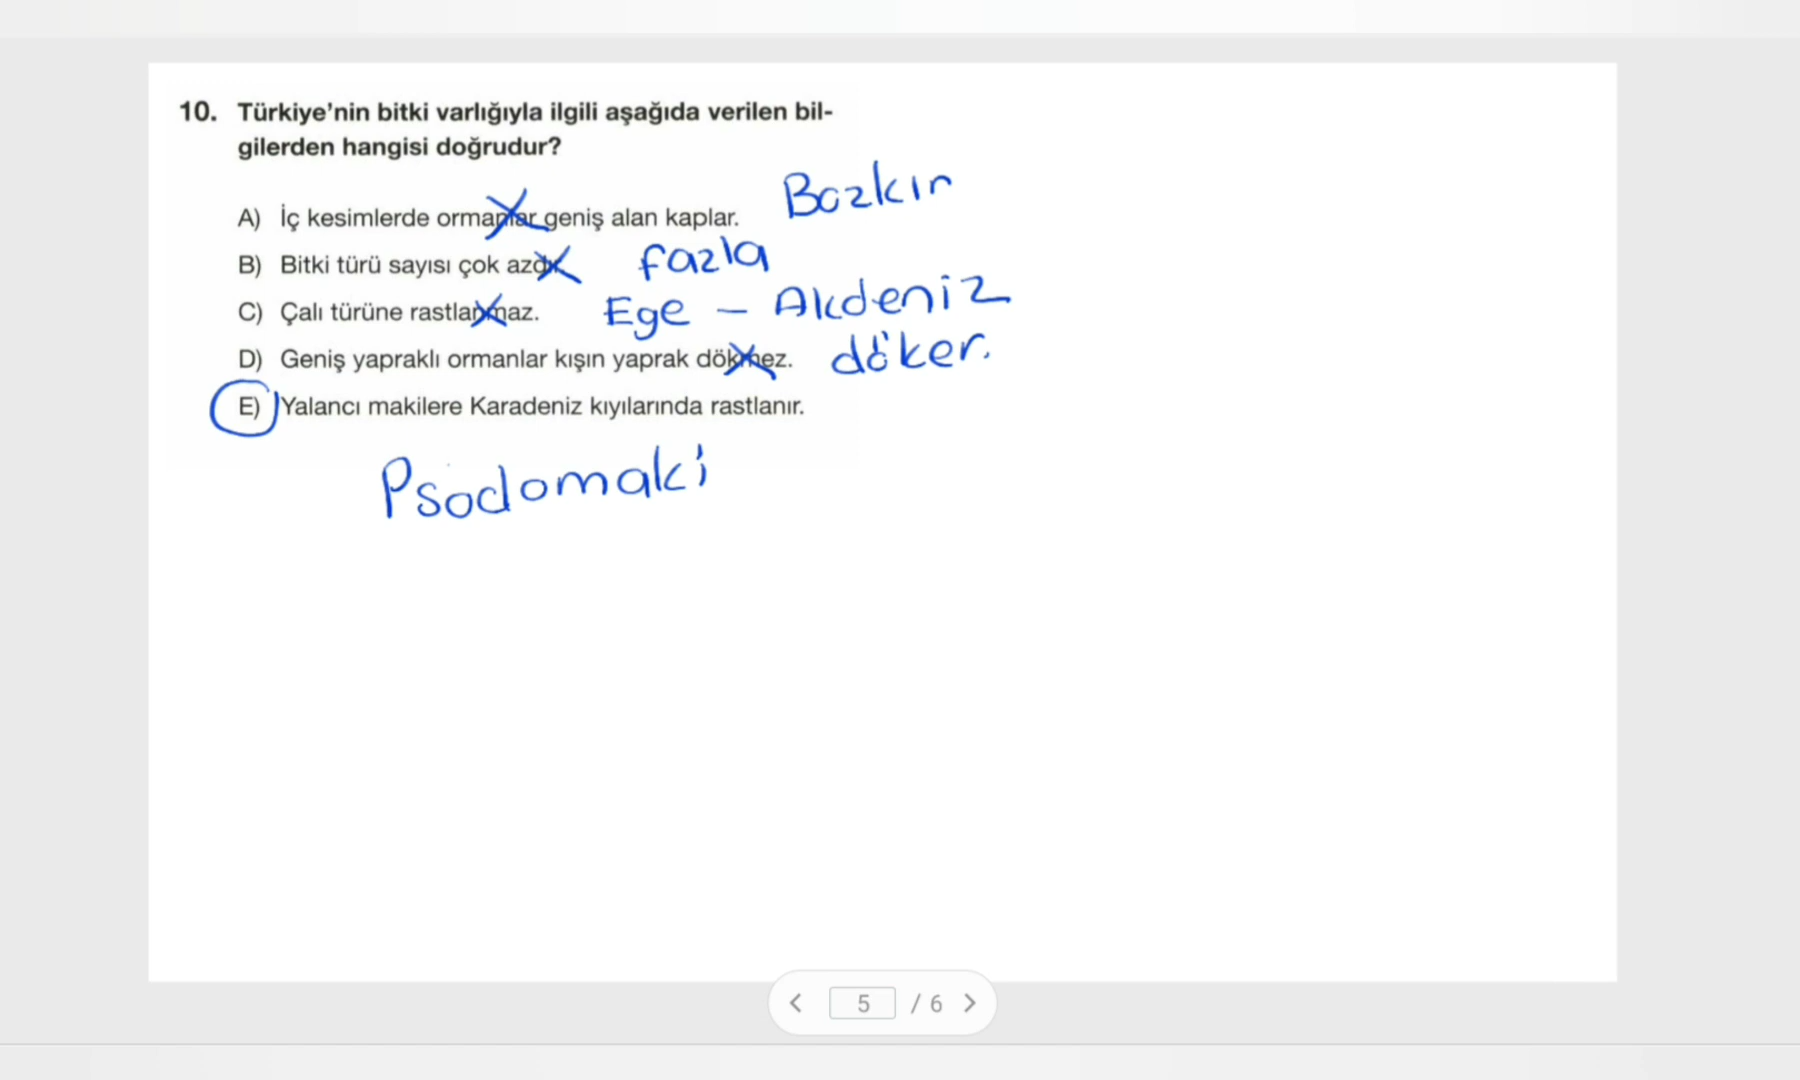 10. Türkiye'nin bitki varlığıyla ilgili aşağıda verilen bil-
gilerden hangisi doğrudur?
A) İç kesimlerde ormanlar geniş alan kaplar. Bozkır
B) Bitki türü sayısı çok azdır. fazla
C) Çalı türüne rastlanmaz. Ege - Akdeniz
D) Geniş yapraklı ormanlar kışın yaprak dökmez. döker.
E) Yalancı makilere Karadeniz kıyılarında rastlanır.
Psodomaki
5 / 6